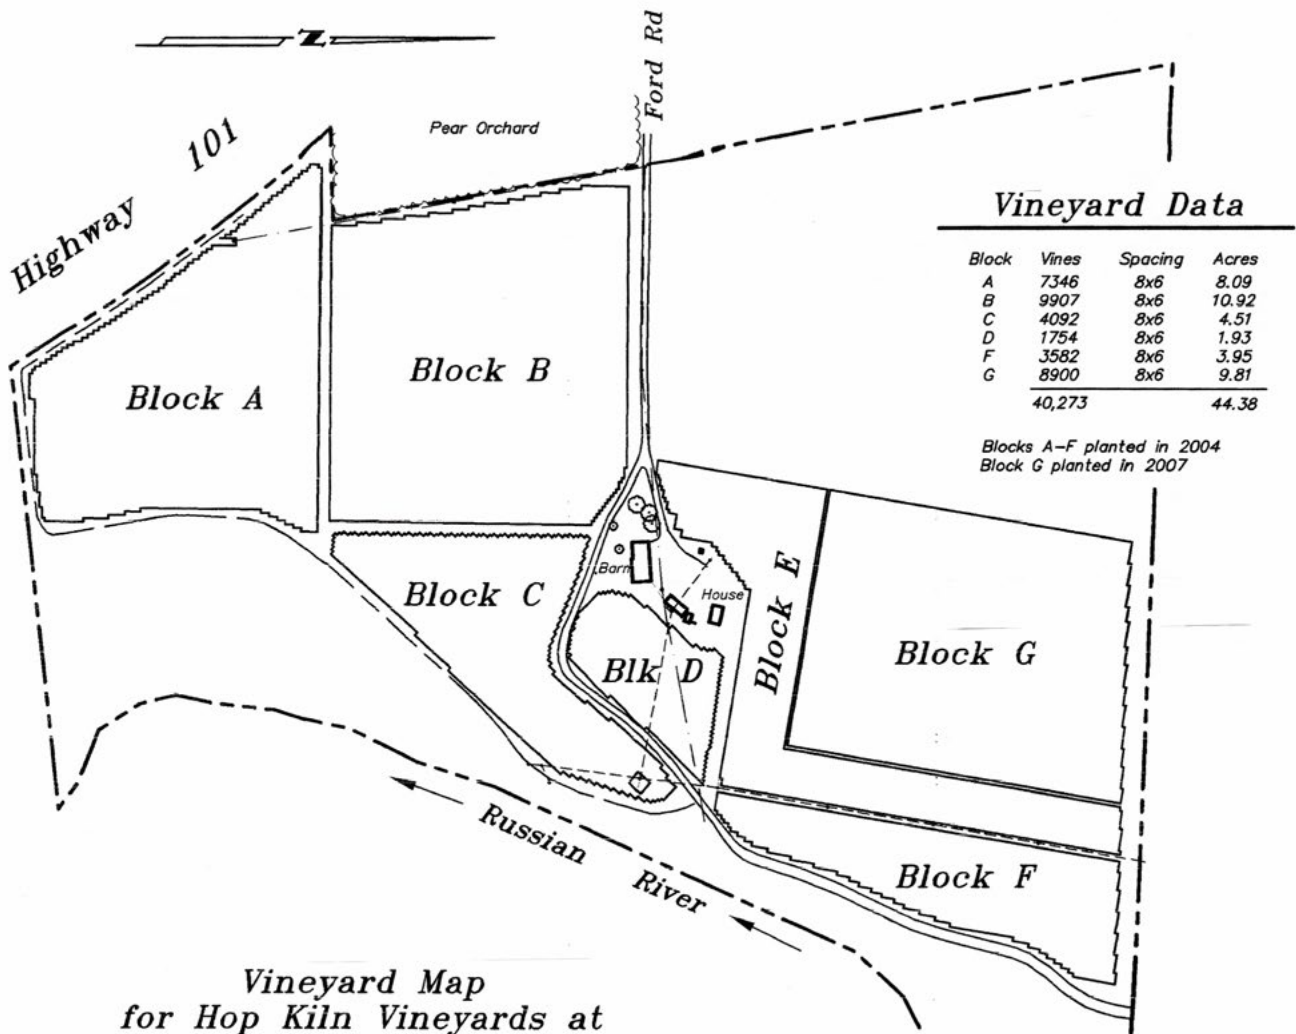 N
Ford Rd
Pear Orchard
Highway 101
Vineyard Data
Block Vines Spacing Acres
A 7346 8x6 8.09
B 9907 8x6 10.92
C 4092 8x6 4.51
D 1754 8x6 1.93
F 3582 8x6 3.95
G 8900 8x6 9.81
40,273 44.38
Blocks A-F planted in 2004
Block G planted in 2007
Block A
Block B
Block C
Barn
House
Blk D
Block E
Block G
Block F
Russian River
Vineyard Map
for Hop Kiln Vineyards at